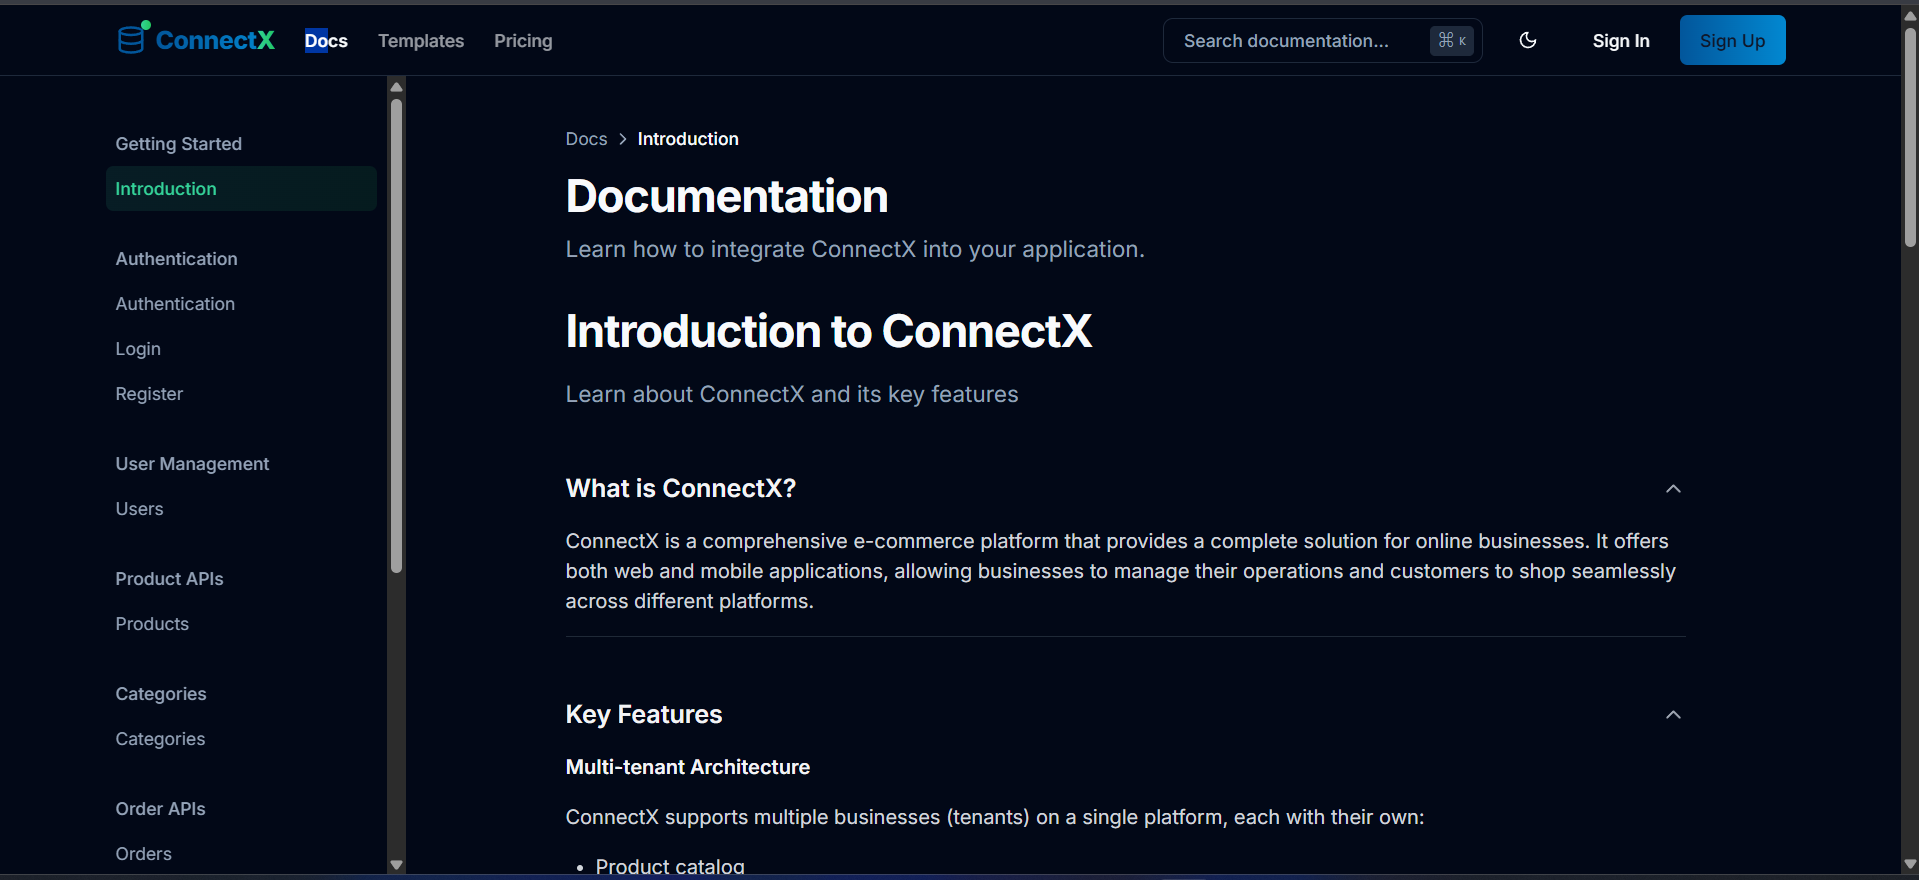 ConnectX
Docs
Templates
Pricing
Search documentation...
⌘ K
Sign In
Sign Up
Getting Started
Introduction
Authentication
Authentication
Login
Register
User Management
Users
Product APIs
Products
Categories
Categories
Order APIs
Orders
Docs > Introduction
Documentation
Learn how to integrate ConnectX into your application.
Introduction to ConnectX
Learn about ConnectX and its key features
What is ConnectX?
ConnectX is a comprehensive e-commerce platform that provides a complete solution for online businesses. It offers
both web and mobile applications, allowing businesses to manage their operations and customers to shop seamlessly
across different platforms.
Key Features
Multi-tenant Architecture
ConnectX supports multiple businesses (tenants) on a single platform, each with their own:
• Product catalog